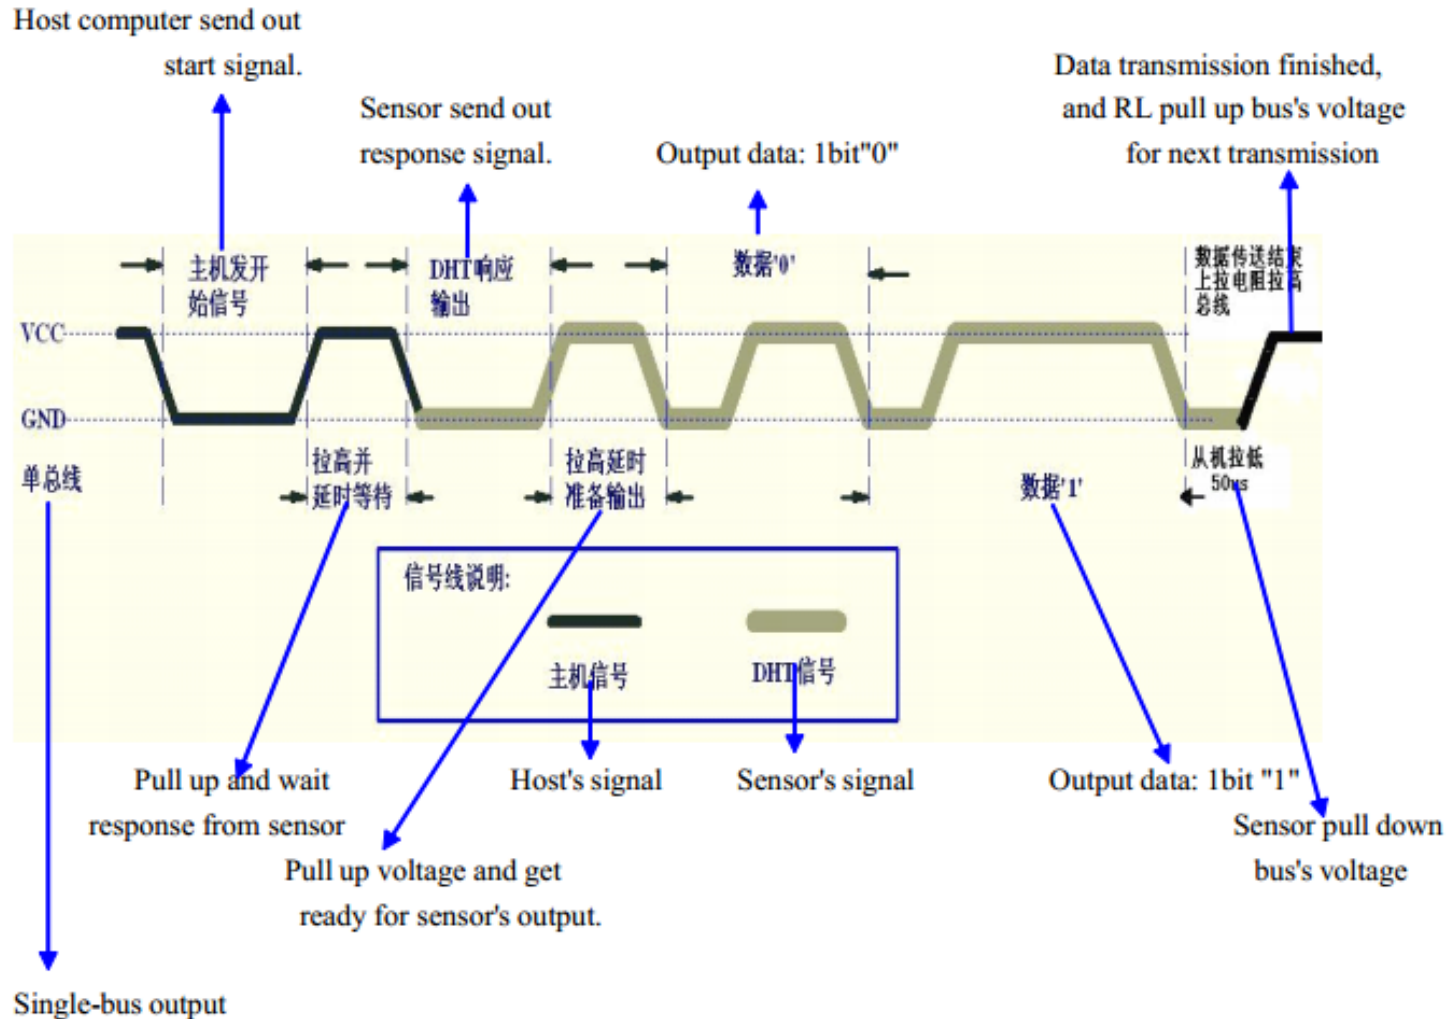 Host computer send out
start signal.
Sensor send out
response signal.
Output data: 1bit"0"
Data transmission finished,
and RL pull up bus's voltage
for next transmission
主机发开
始信号
DHT响应
输出
数据'0'
数据传送结束
上拉电阻拉高
总线
VCC
GND
单总线
拉高并
延时等待
拉高延时
准备输出
数据'1'
从机拉低
50us
信号线说明:
主机信号
DHT信号
Pull up and wait
response from sensor
Host's signal
Sensor's signal
Output data: 1bit "1"
Sensor pull down
bus's voltage
Pull up voltage and get
ready for sensor's output.
Single-bus output